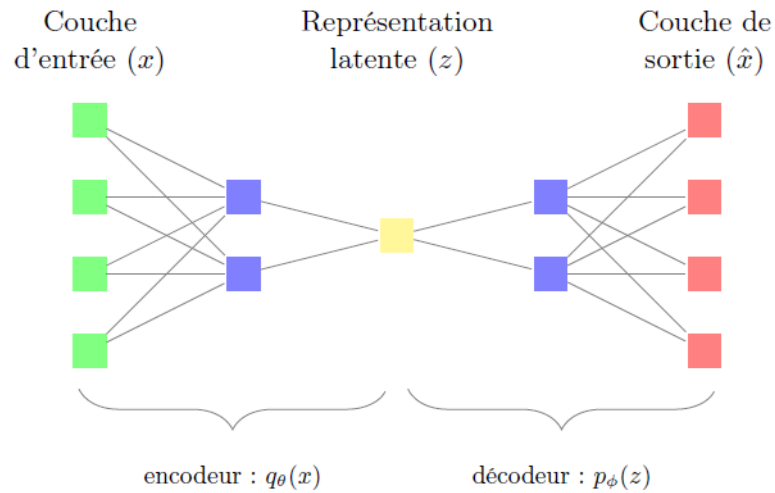 Couche
d'entrée (x)
Représentation
latente (z)
Couche de
sortie (x̂)
encodeur : qθ(x)
décodeur : pϕ(z)